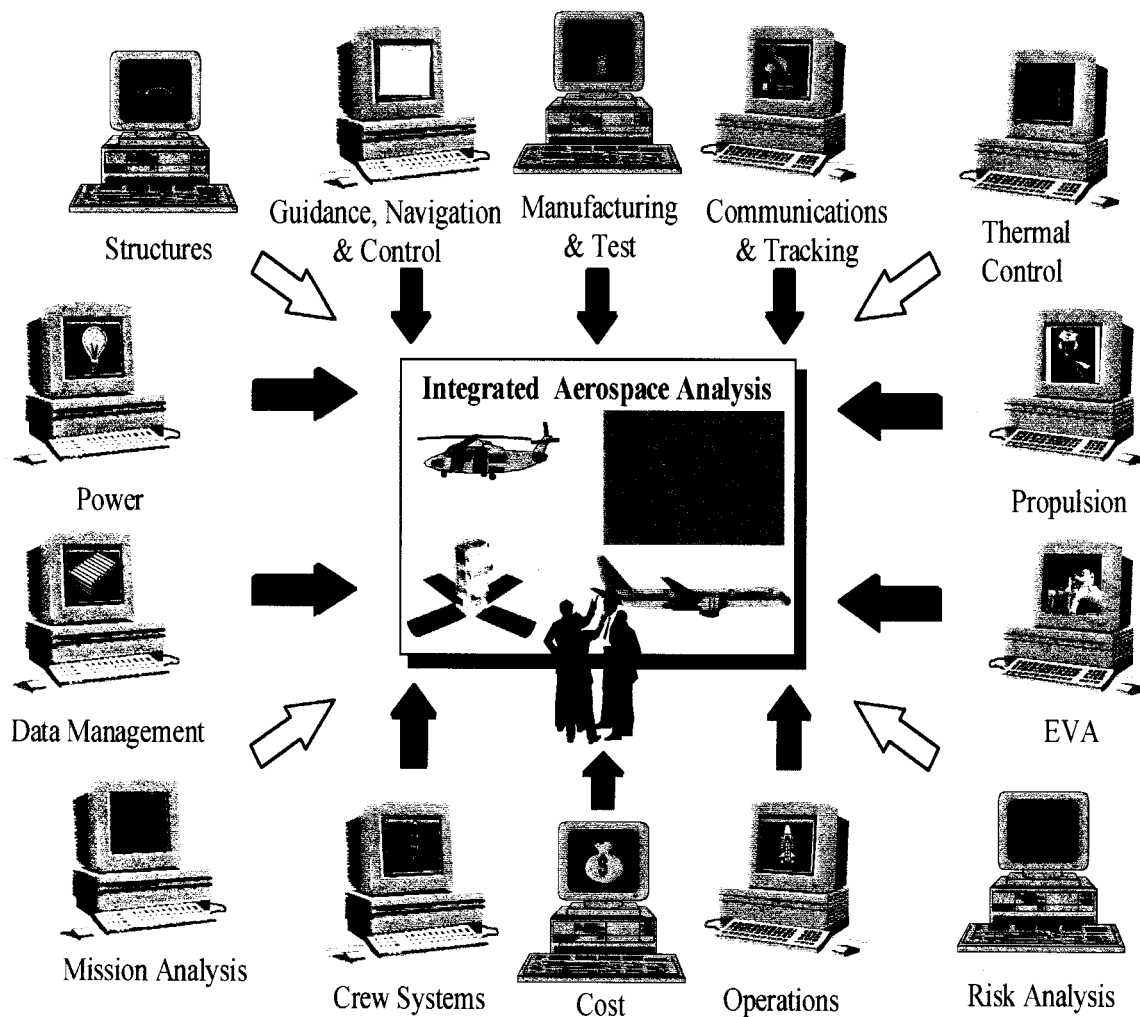 Structures
Guidance, Navigation
& Control
Manufacturing
& Test
Communications
& Tracking
Thermal
Control
Integrated Aerospace Analysis
Power
Propulsion
Data Management
EVA
Mission Analysis
Crew Systems
$
Cost
Operations
Risk Analysis